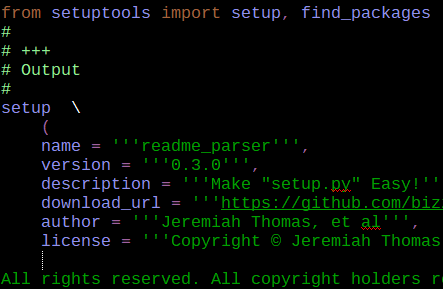 from setuptools import setup, find_packages
#
# +++
# Output
#
setup  \
    (
    name = '''readme_parser''',
    version = '''0.3.0''',
    description = '''Make "setup.py" Easy!''
    download_url = '''https://github.com/biz
    author = '''Jeremiah Thomas, et al''',
    license = '''Copyright © Jeremiah Thomas
All rights reserved. All copyright holders r